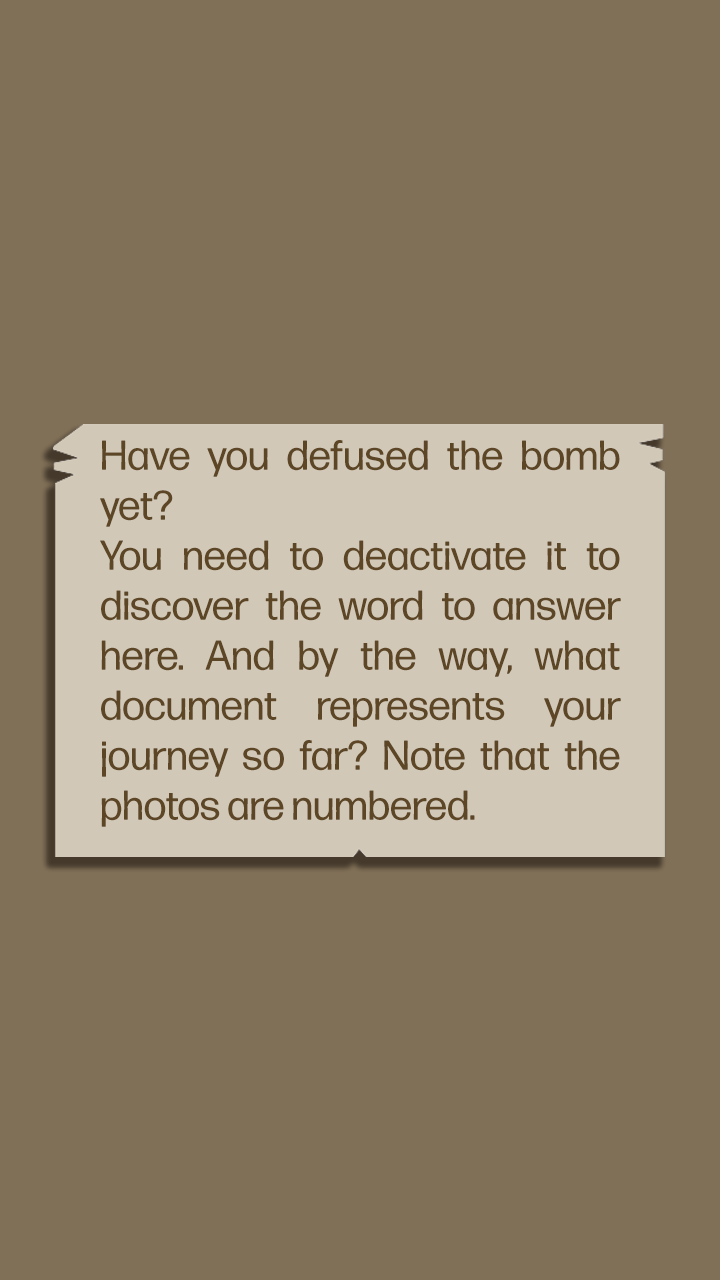 Have you defused the bomb
yet?
You need to deactivate it to
discover the word to answer
here. And by the way, what
document represents your
journey so far? Note that the
photos are numbered.